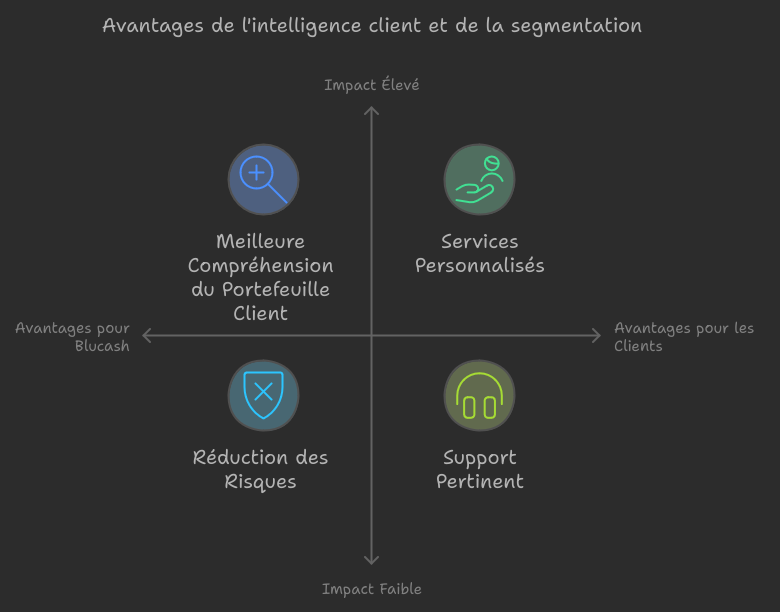 Avantages de l'intelligence client et de la segmentation
Impact Élevé
Meilleure
Compréhension
du Portefeuille
Client
Services
Personnalisés
Avantages pour
Blucash
Avantages pour les
Clients
Réduction des
Risques
Support
Pertinent
Impact Faible